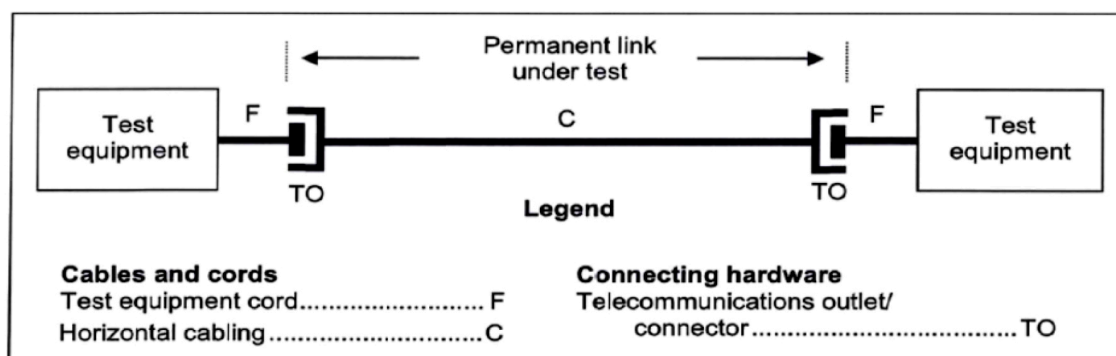 Permanent link
under test
F
C
F
Test
equipment
Test
equipment
TO
TO
Legend
Cables and cords
Test equipment cord............................ F
Horizontal cabling ................................ C
Connecting hardware
Telecommunications outlet/
connector........................................ TO